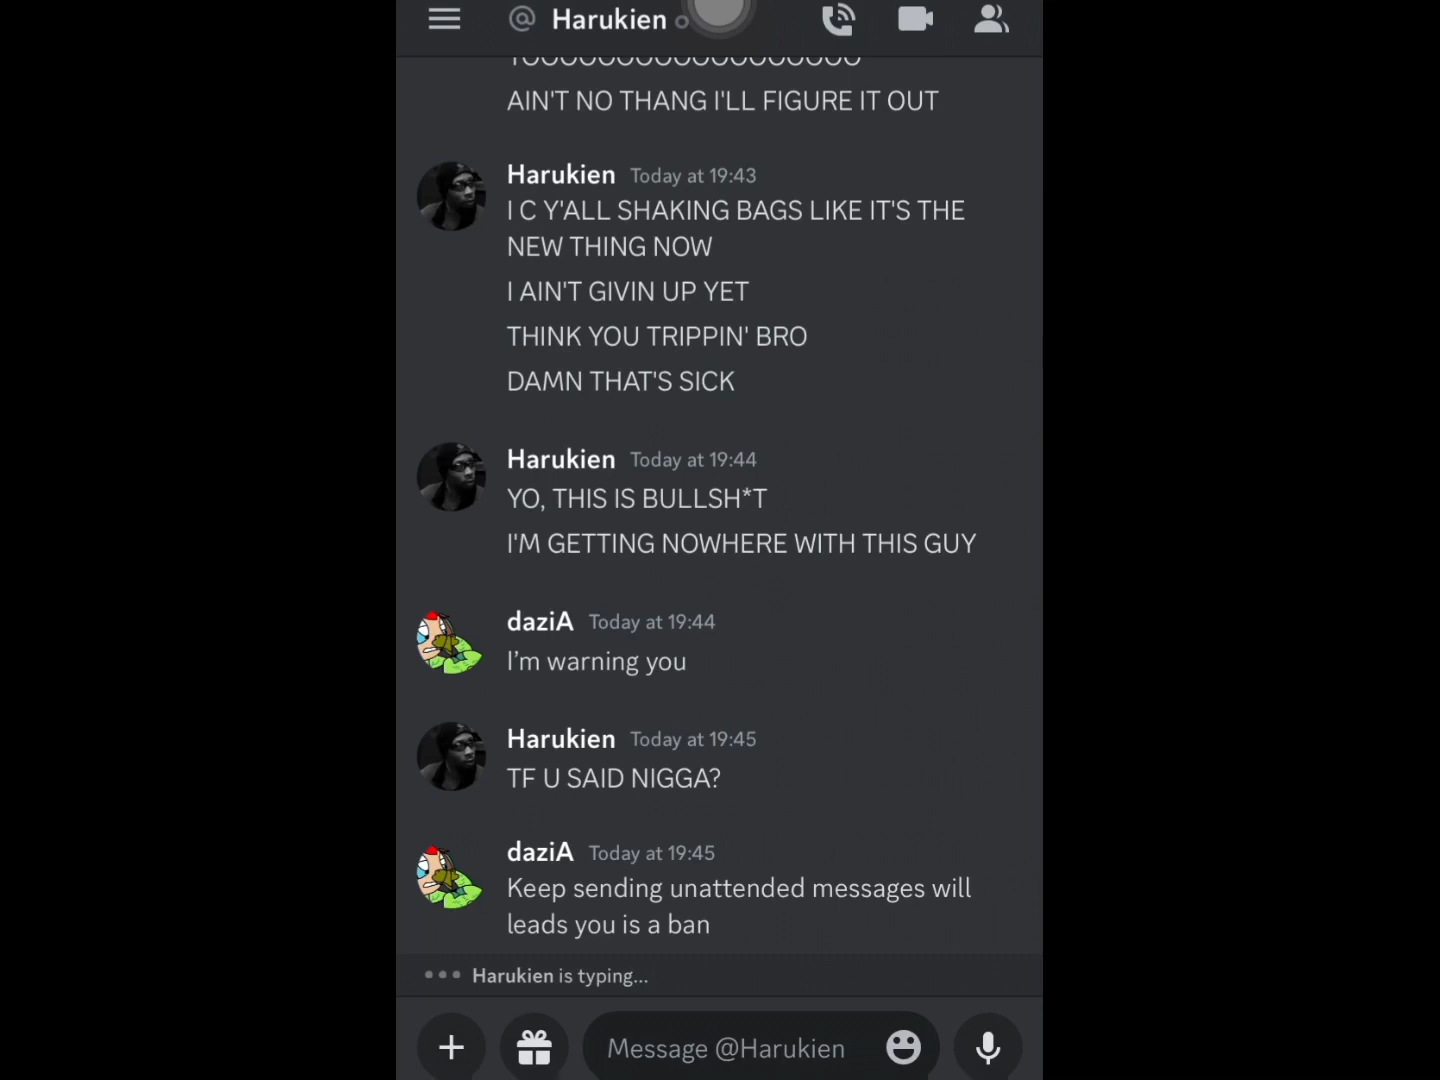 @ Harukien
AIN'T NO THANG I'LL FIGURE IT OUT
Harukien Today at 19:43
I C Y'ALL SHAKING BAGS LIKE IT'S THE
NEW THING NOW
I AIN'T GIVIN UP YET
THINK YOU TRIPPIN' BRO
DAMN THAT'S SICK
Harukien Today at 19:44
YO, THIS IS BULLSH*T
I'M GETTING NOWHERE WITH THIS GUY
daziA Today at 19:44
I’m warning you
Harukien Today at 19:45
TF U SAID NIGGA?
daziA Today at 19:45
Keep sending unattended messages will
leads you is a ban
Harukien is typing...
Message @Harukien